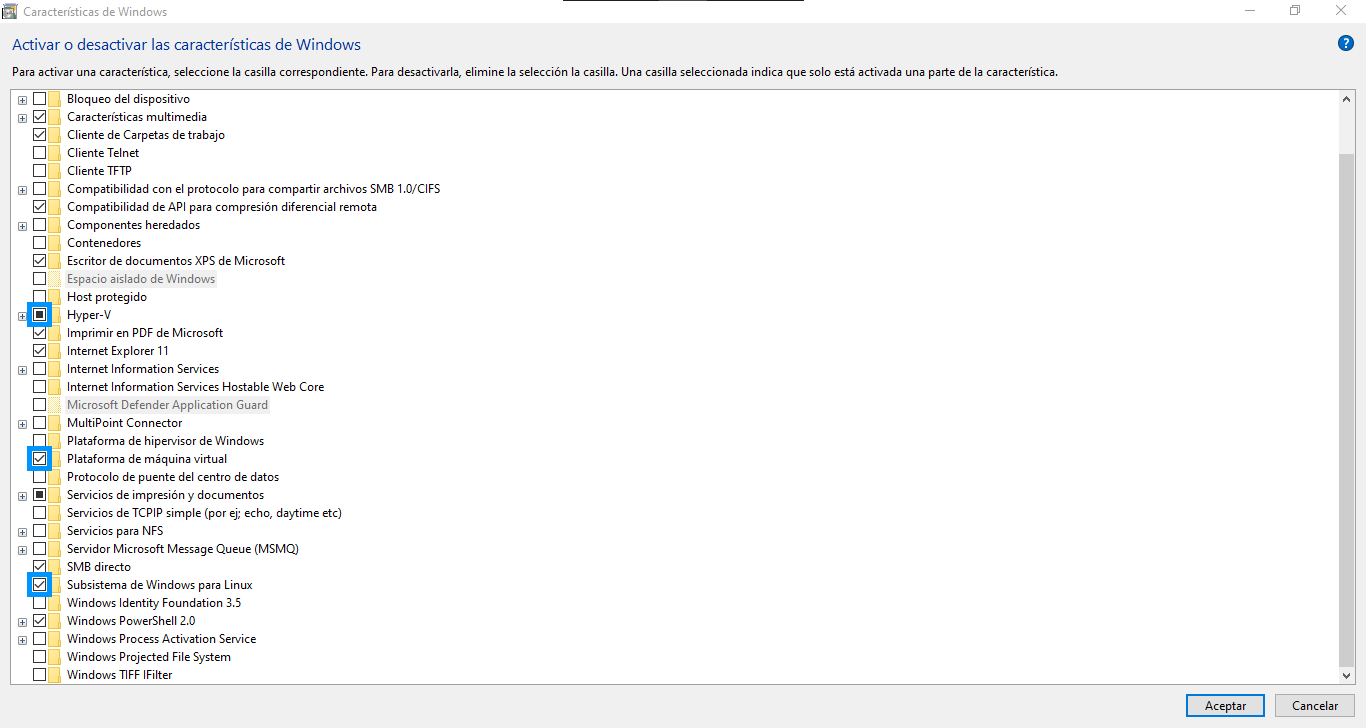 Características de Windows
Activar o desactivar las características de Windows
?
Para activar una característica, seleccione la casilla correspondiente. Para desactivarla, elimine la selección la casilla. Una casilla seleccionada indica que solo está activada una parte de la característica.
Bloqueo del dispositivo
Características multimedia
Cliente de Carpetas de trabajo
Cliente Telnet
Cliente TFTP
Compatibilidad con el protocolo para compartir archivos SMB 1.0/CIFS
Compatibilidad de API para compresión diferencial remota
Componentes heredados
Contenedores
Escritor de documentos XPS de Microsoft
Espacio aislado de Windows
Host protegido
Hyper-V
Imprimir en PDF de Microsoft
Internet Explorer 11
Internet Information Services
Internet Information Services Hostable Web Core
Microsoft Defender Application Guard
MultiPoint Connector
Plataforma de hipervisor de Windows
Plataforma de máquina virtual
Protocolo de puente del centro de datos
Servicios de impresión y documentos
Servicios de TCPIP simple (por ej; echo, daytime etc)
Servicios para NFS
Servidor Microsoft Message Queue (MSMQ)
SMB directo
Subsistema de Windows para Linux
Windows Identity Foundation 3.5
Windows PowerShell 2.0
Windows Process Activation Service
Windows Projected File System
Windows TIFF IFilter
Aceptar
Cancelar